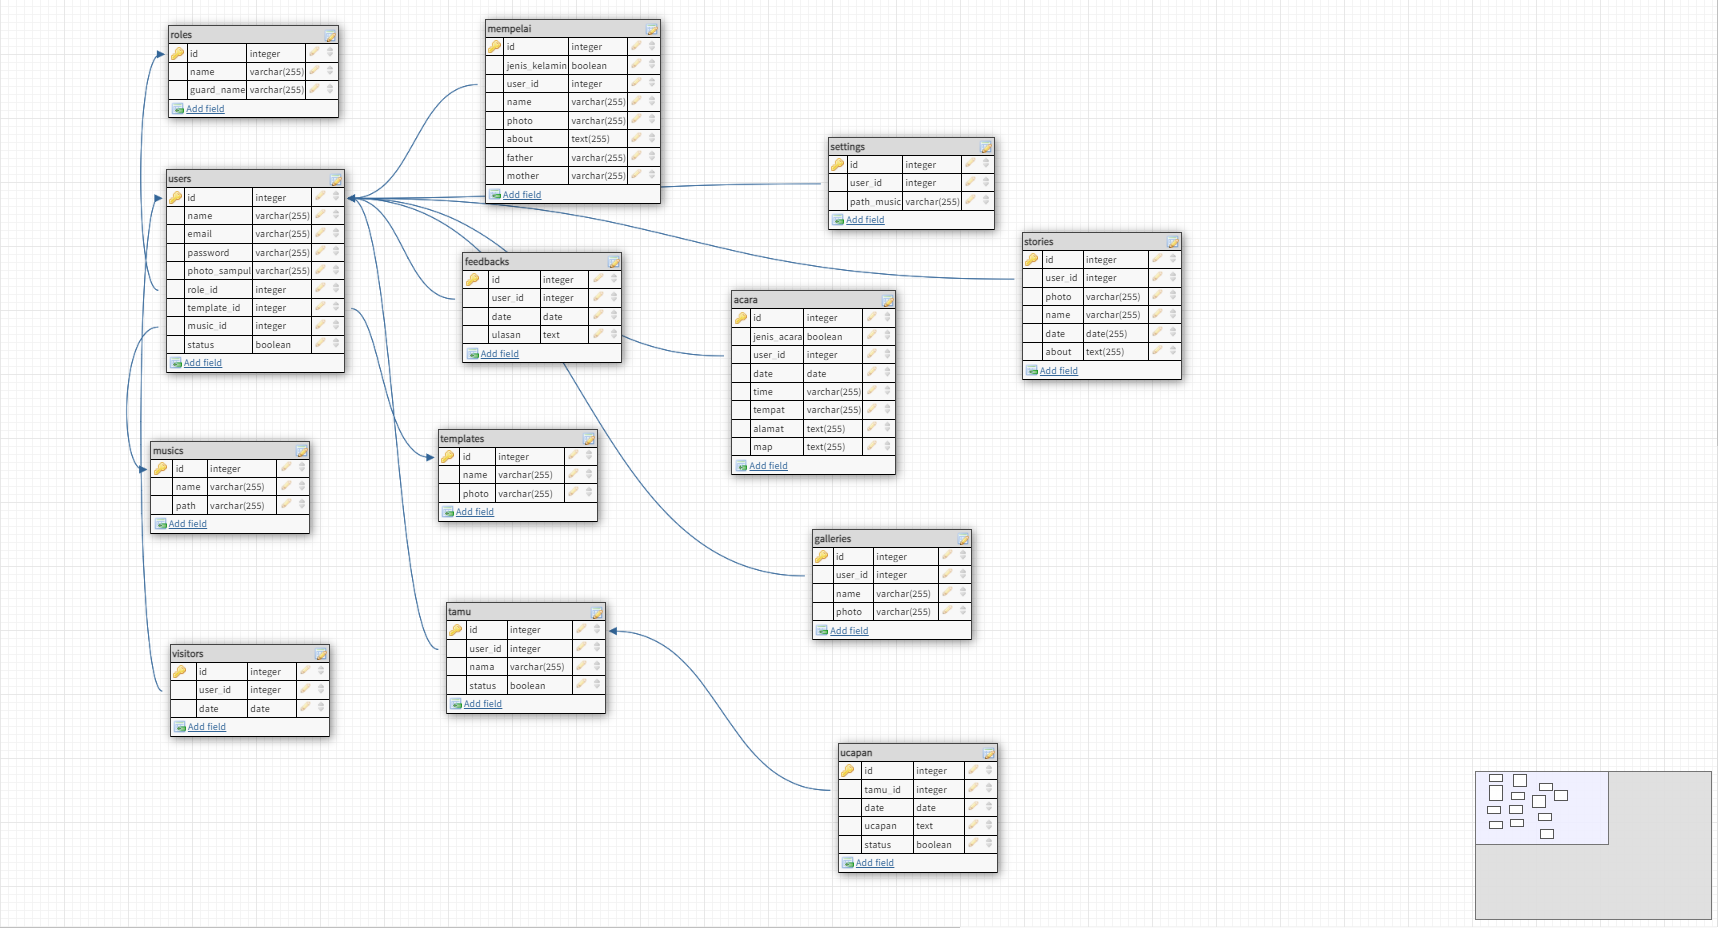 roles
id integer
name varchar(255)
guard_name varchar(255)
Add field
mempelai
id integer
jenis_kelamin boolean
user_id integer
name varchar(255)
photo varchar(255)
about text(255)
father varchar(255)
mother varchar(255)
Add field
settings
id integer
user_id integer
path_music varchar(255)
Add field
users
id integer
name varchar(255)
email varchar(255)
password varchar(255)
photo_sampul varchar(255)
role_id integer
template_id integer
music_id integer
status boolean
Add field
stories
id integer
user_id integer
photo varchar(255)
name varchar(255)
date date(255)
about text(255)
Add field
feedbacks
id integer
user_id integer
date date
ulasan text
Add field
acara
id integer
jenis_acara boolean
user_id integer
date date
time varchar(255)
tempat varchar(255)
alamat text(255)
map text(255)
Add field
musics
id integer
name varchar(255)
path varchar(255)
Add field
templates
id integer
name varchar(255)
photo varchar(255)
Add field
galleries
id integer
user_id integer
name varchar(255)
photo varchar(255)
Add field
tamu
id integer
user_id integer
nama varchar(255)
status boolean
Add field
visitors
id integer
user_id integer
date date
Add field
ucapan
id integer
tamu_id integer
date date
ucapan text
status boolean
Add field